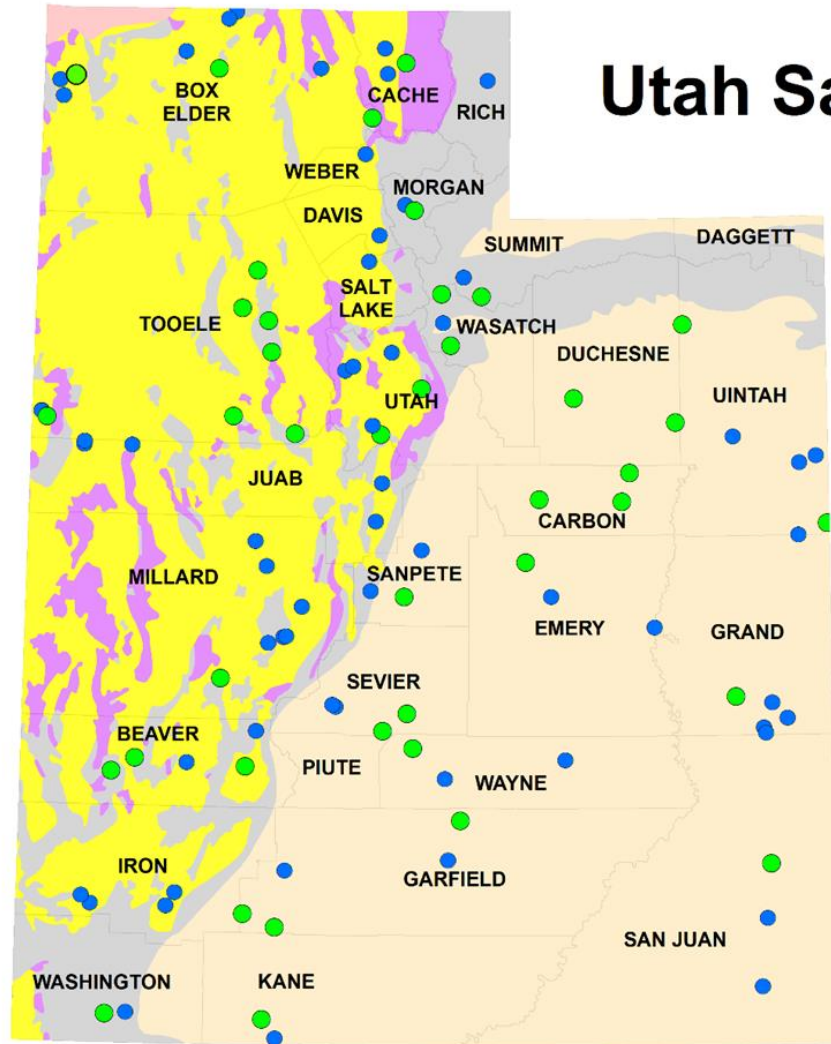 Utah Sa
BOX
ELDER
CACHE
RICH
WEBER
MORGAN
DAVIS
SUMMIT
DAGGETT
SALT
LAKE
TOOELE
WASATCH
DUCHESNE
UTAH
UINTAH
JUAB
CARBON
MILLARD
SANPETE
EMERY
GRAND
SEVIER
BEAVER
PIUTE
WAYNE
IRON
GARFIELD
SAN JUAN
WASHINGTON
KANE